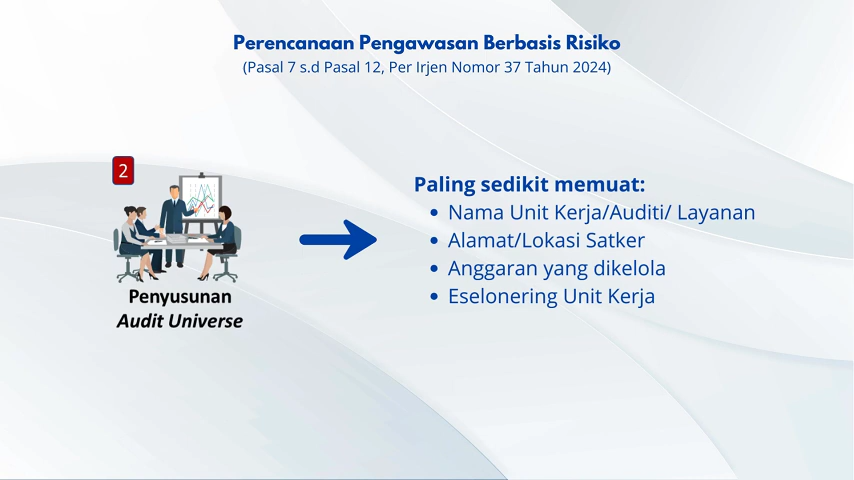 Perencanaan Pengawasan Berbasis Risiko
(Pasal 7 s.d Pasal 12, Per Irjen Nomor 37 Tahun 2024)
2
Penyusunan
Audit Universe
Paling sedikit memuat:
• Nama Unit Kerja/Auditi/ Layanan
• Alamat/Lokasi Satker
• Anggaran yang dikelola
• Eselonering Unit Kerja